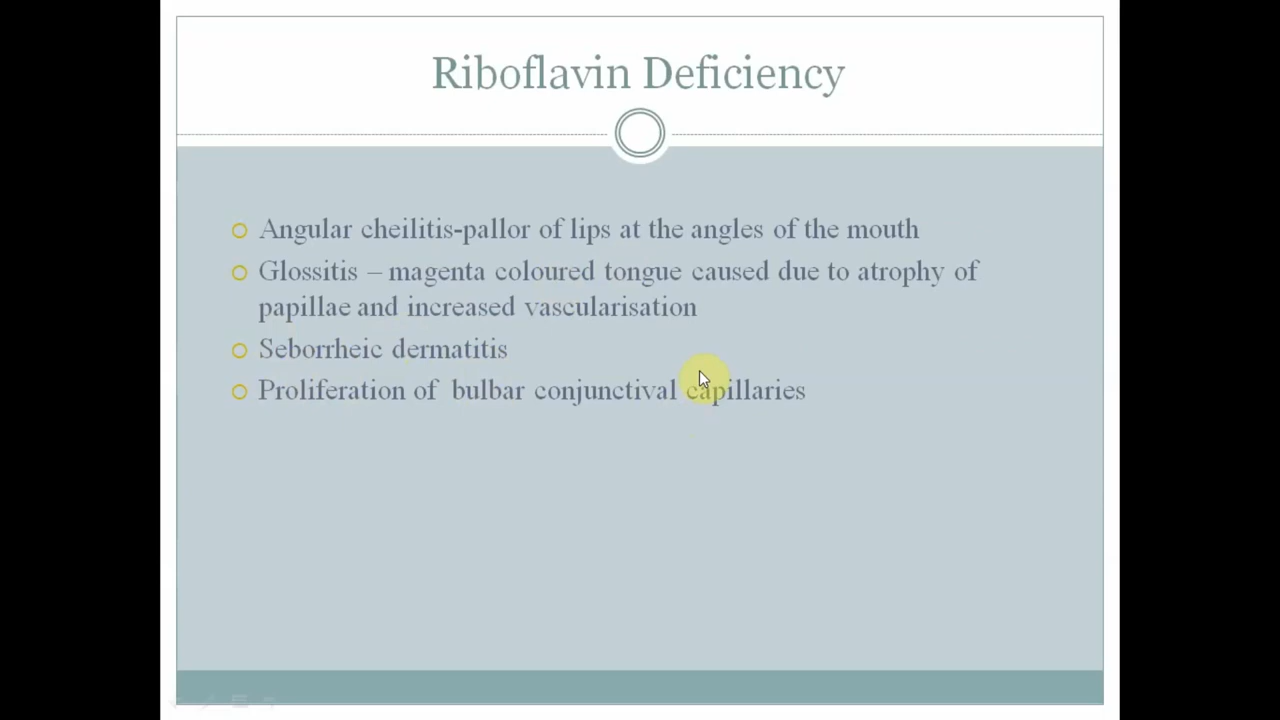 Riboflavin Deficiency
Angular cheilitis-pallor of lips at the angles of the mouth
Glossitis – magenta coloured tongue caused due to atrophy of
papillae and increased vascularisation
Seborrheic dermatitis
Proliferation of bulbar conjunctival capillaries